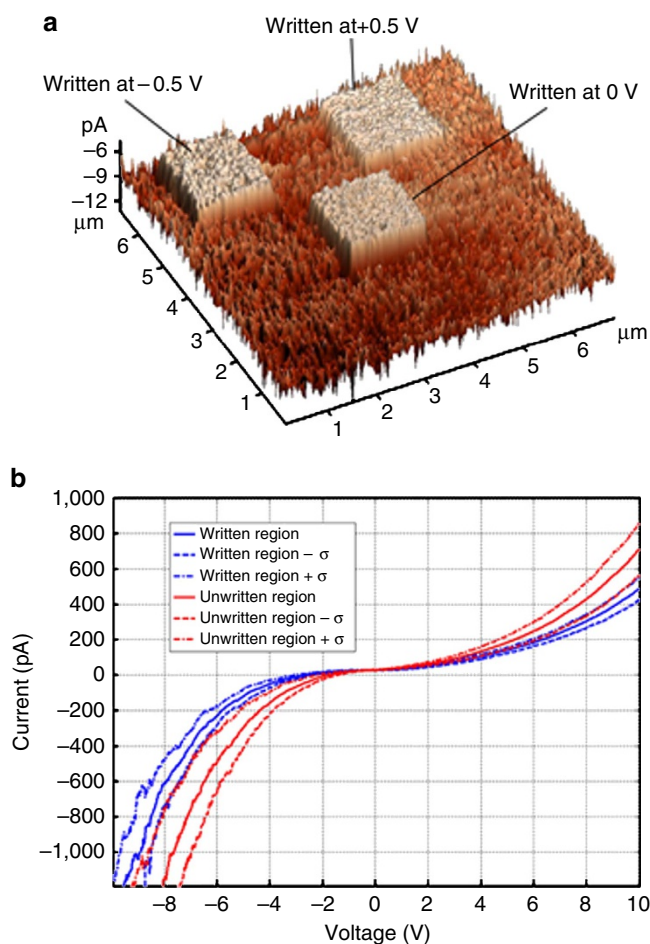 a
Written at+0.5 V
Written at−0.5 V
Written at 0 V
pA
−6
−9
−12
μm
6
5
4
3
2
1
1
2
3
4
5
6
μm
b
1,000
800
600
400
200
0
−200
−400
−600
−800
−1,000
Current (pA)
Written region
Written region − σ
Written region + σ
Unwritten region
Unwritten region − σ
Unwritten region + σ
−8 −6 −4 −2 0 2 4 6 8 10
Voltage (V)